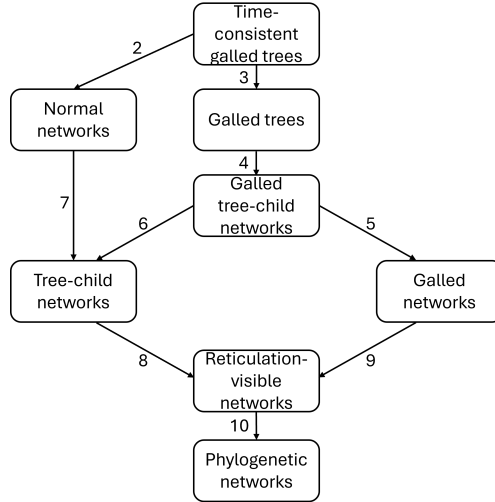 Time-
consistent
galled trees
2
3
Normal
networks
Galled trees
4
7
Galled
tree-child
networks
6
5
Tree-child
networks
Galled
networks
8
9
Reticulation-
visible
networks
10
Phylogenetic
networks